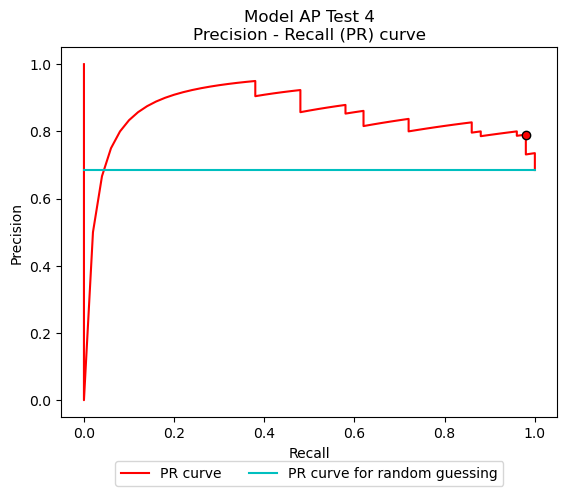 Model AP Test 4
Precision - Recall (PR) curve
1.0
0.8
0.6
0.4
0.2
0.0
Precision
0.0 0.2 0.4 0.6 0.8 1.0
Recall
PR curve
PR curve for random guessing